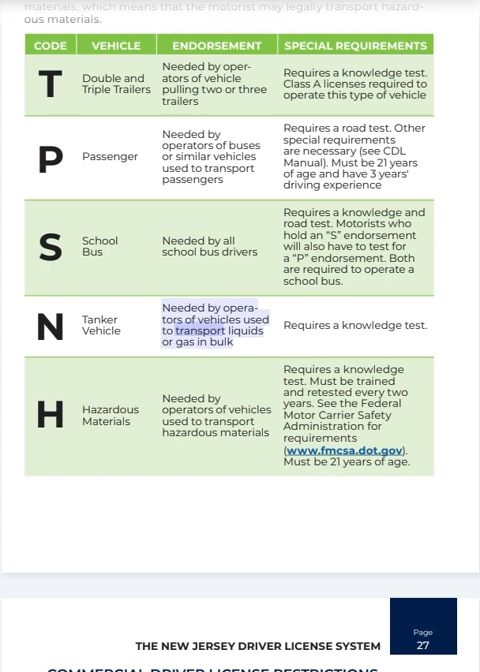 materials, which means that the motorist may legally transport hazard-
ous materials.
CODE VEHICLE ENDORSEMENT SPECIAL REQUIREMENTS
T
Double and
Triple Trailers
Needed by oper-
ators of vehicle
pulling two or three
trailers
Requires a knowledge test.
Class A licenses required to
operate this type of vehicle
P
Passenger
Needed by
operators of buses
or similar vehicles
used to transport
passengers
Requires a road test. Other
special requirements
are necessary (see CDL
Manual). Must be 21 years
of age and have 3 years'
driving experience
S
School
Bus
Needed by all
school bus drivers
Requires a knowledge and
road test. Motorists who
hold an “S” endorsement
will also have to test for
a “P” endorsement. Both
are required to operate a
school bus.
N
Tanker
Vehicle
Needed by opera-
tors of vehicles used
to transport liquids
or gas in bulk
Requires a knowledge test.
H
Hazardous
Materials
Needed by
operators of vehicles
used to transport
hazardous materials
Requires a knowledge
test. Must be trained
and retested every two
years. See the Federal
Motor Carrier Safety
Administration for
requirements
(www.fmcsa.dot.gov).
Must be 21 years of age.
Page
THE NEW JERSEY DRIVER LICENSE SYSTEM 27
COMMERCIAL DRIVER LICENSE RESTRICTIONS